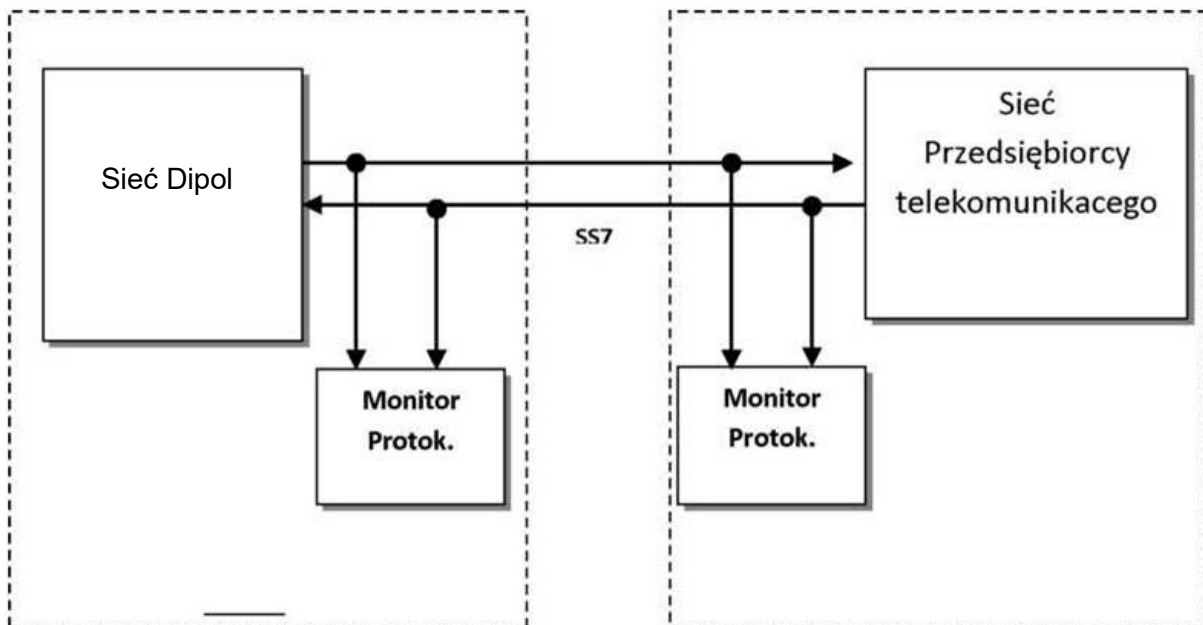 Sieć Dipol
Sieć
Przedsiębiorcy
telekomunikacego
SS7
Monitor
Protok.
Monitor
Protok.